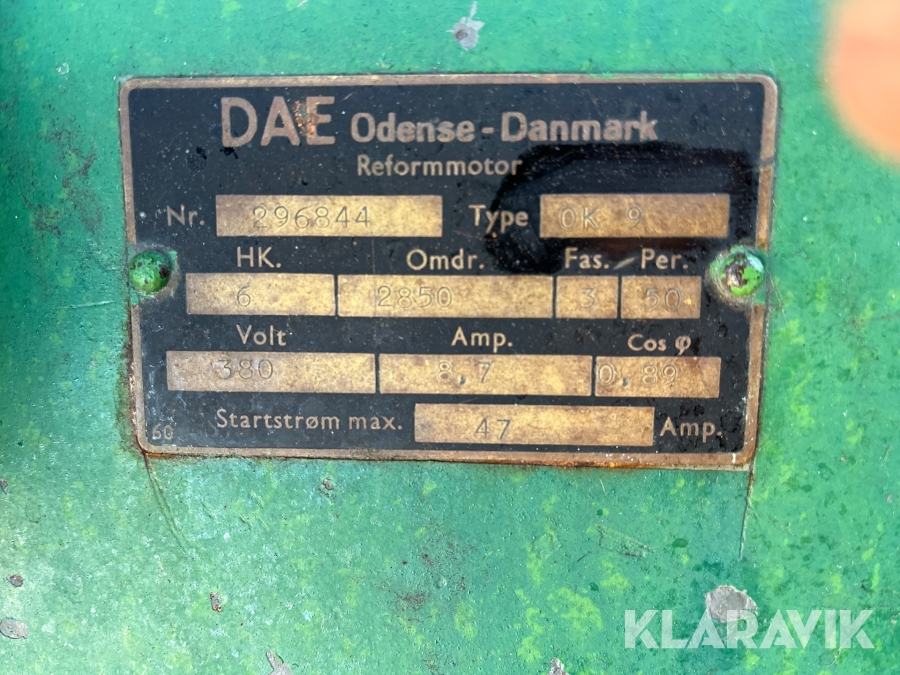 DAE Odense-Danmark
Reformmotor
Nr. 296844 Type OK 9
HK. Omdr. Fas. Per.
6 2850 3 50
Volt Amp. Cos φ
380 8,7 0,89
Startstrøm max. 47 Amp.
60
KLARAVIK